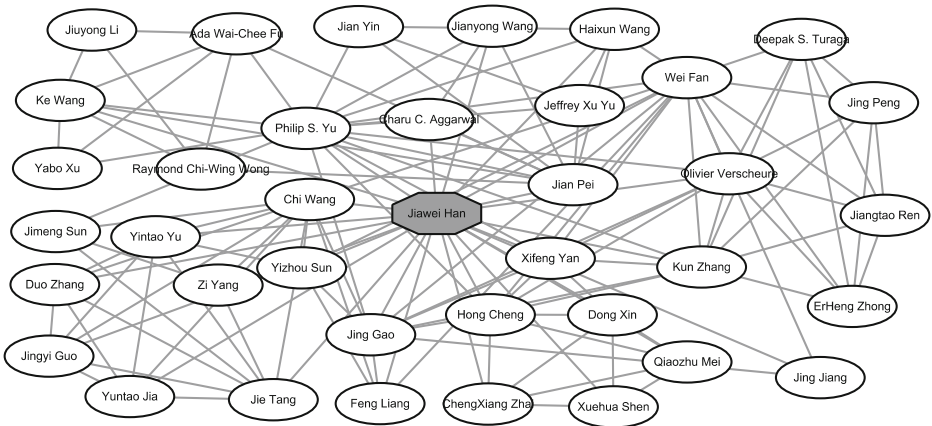 Jiuyong Li
Ada Wai-Chee Fu
Jian Yin
Jianyong Wang
Haixun Wang
Deepak S. Turaga
Wei Fan
Ke Wang
Jeffrey Xu Yu
Jing Peng
Charu C. Aggarwal
Philip S. Yu
Yabo Xu
Raymond Chi-Wing Wong
Olivier Verscheure
Jian Pei
Chi Wang
Jiawei Han
Jiangtao Ren
Jimeng Sun
Yintao Yu
Xifeng Yan
Yizhou Sun
Kun Zhang
Duo Zhang
Zi Yang
ErHeng Zhong
Hong Cheng
Dong Xin
Jing Gao
Jingyi Guo
Qiaozhu Mei
Jing Jiang
Yuntao Jia
Jie Tang
Feng Liang
ChengXiang Zhai
Xuehua Shen